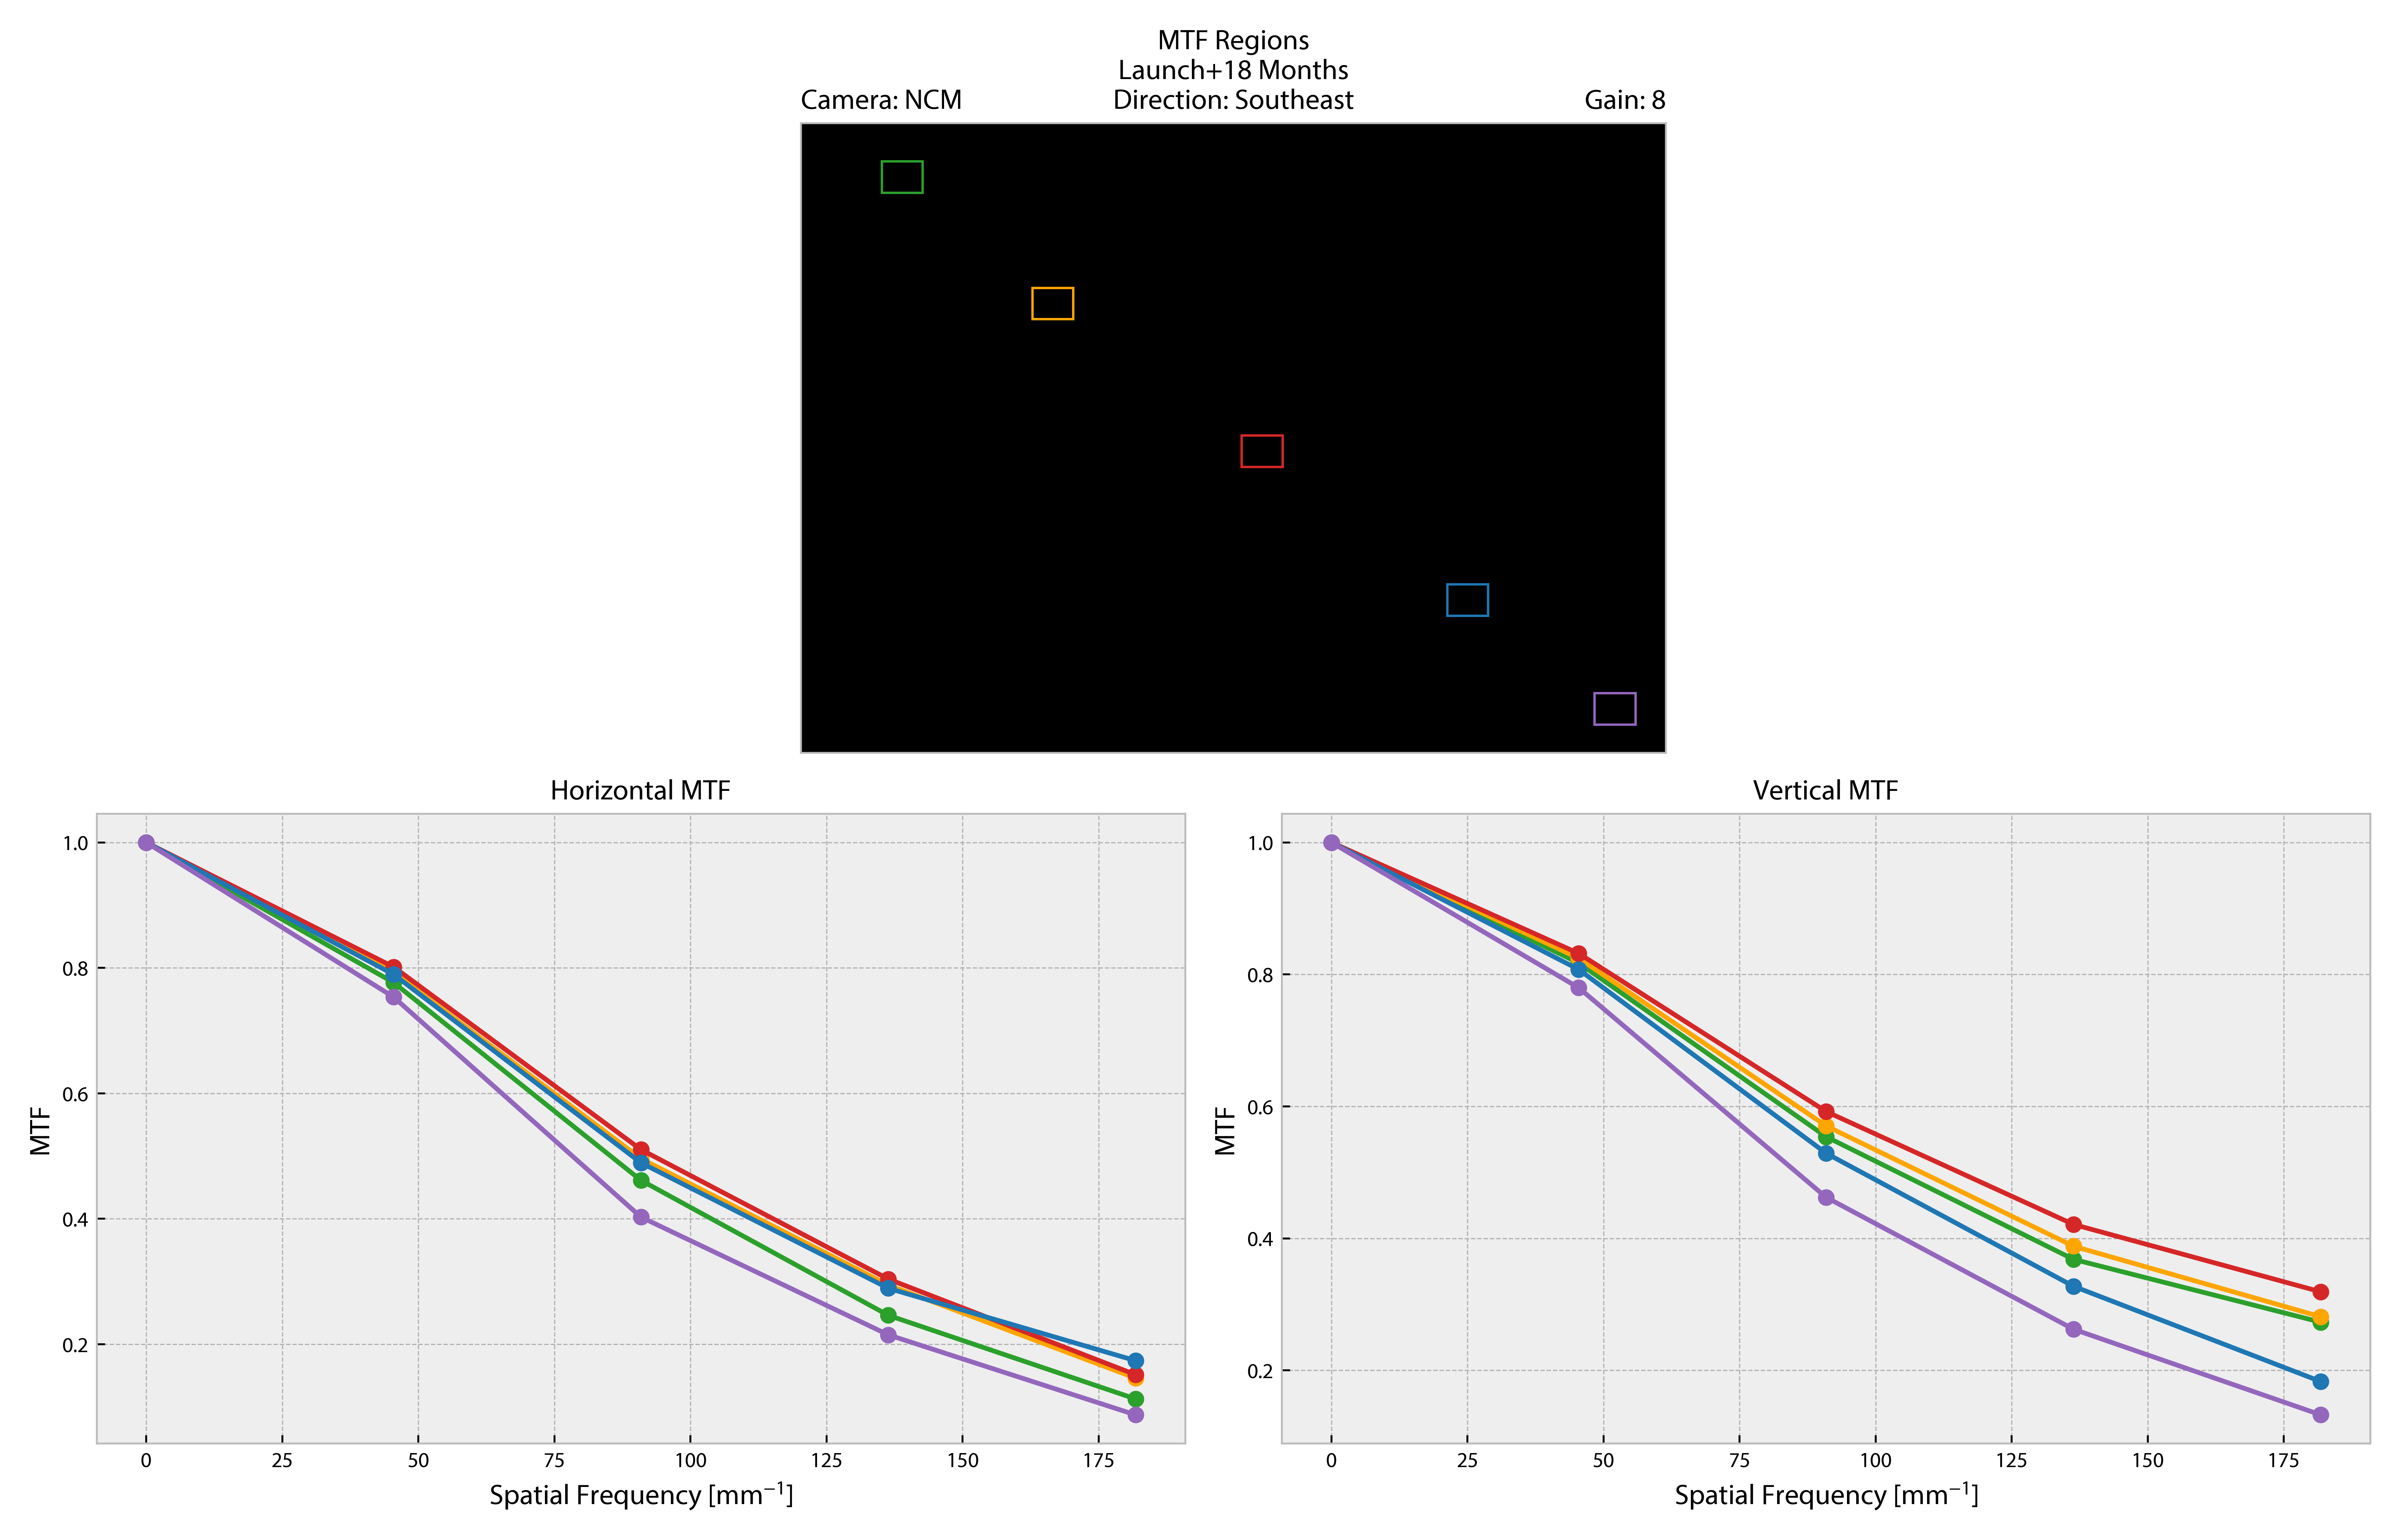 MTF Regions
Launch+18 Months
Camera: NCM Direction: Southeast Gain: 8
Horizontal MTF
1.0
0.8
0.6
0.4
0.2
MTF
0 25 50 75 100 125 150 175
Spatial Frequency [mm⁻¹]
Vertical MTF
1.0
0.8
0.6
0.4
0.2
MTF
0 25 50 75 100 125 150 175
Spatial Frequency [mm⁻¹]